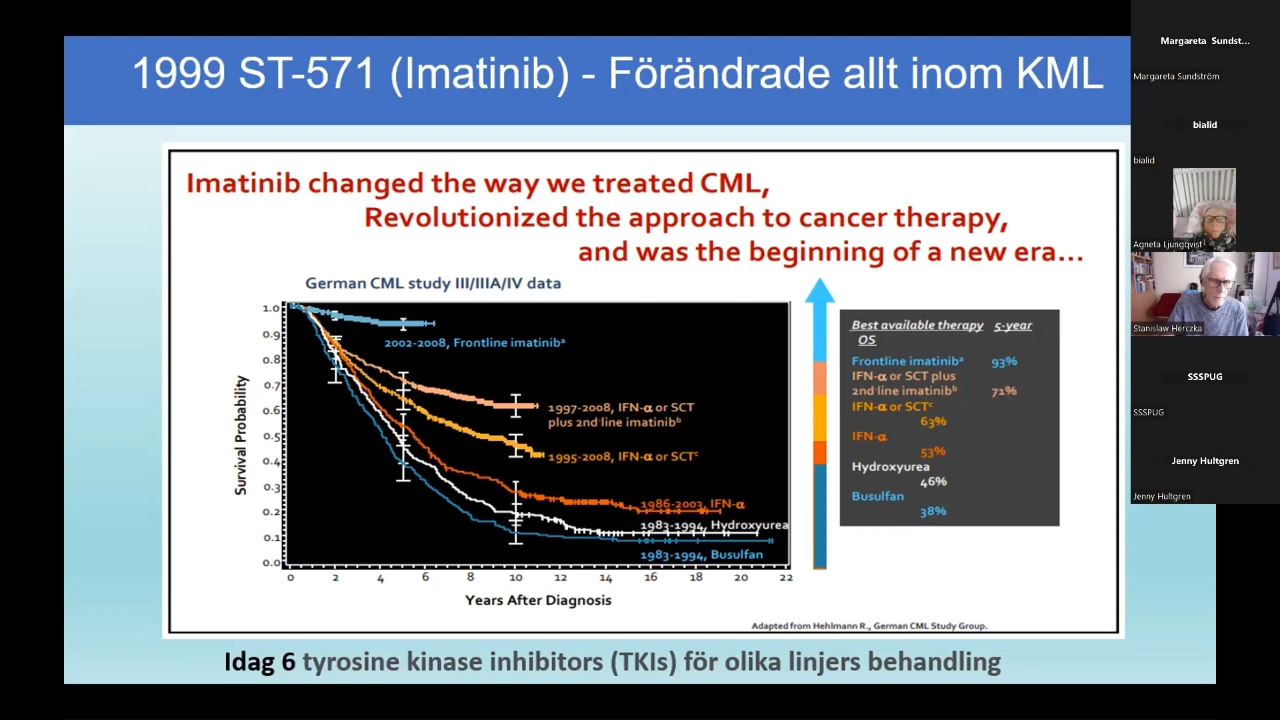 1999 ST-571 (Imatinib) - Förändrade allt inom KML
Imatinib changed the way we treated CML,
Revolutionized the approach to cancer therapy,
and was the beginning of a new era...
German CML study III/IIIA/IV data
Survival Probability
1.0
0.9
0.8
0.7
0.6
0.5
0.4
0.3
0.2
0.1
0.0
2002-2008, Frontline imatinibᵃ
1997-2008, IFN-α or SCT
plus 2nd line imatinibᵇ
1995-2008, IFN-α or SCTᶜ
1986-2003, IFN-α
1983-1994, Hydroxyurea
1983-1994, Busulfan
0 2 4 6 8 10 12 14 16 18 20 22
Years After Diagnosis
Best available therapy 5-year
OS
Frontline imatinibᵃ 93%
IFN-α or SCT plus
2nd line imatinibᵇ 71%
IFN-α or SCTᶜ
63%
IFN-α
53%
Hydroxyurea
46%
Busulfan
38%
Adapted from Hehlmann R., German CML Study Group.
Idag 6 tyrosine kinase inhibitors (TKIs) för olika linjers behandling
Margareta Sundst...
Margareta Sundström
bialid
bialid
Agneta Ljungqvist
Stanislaw Herczka
SSSPUG
SSSPUG
Jenny Hultgren
Jenny Hultgren